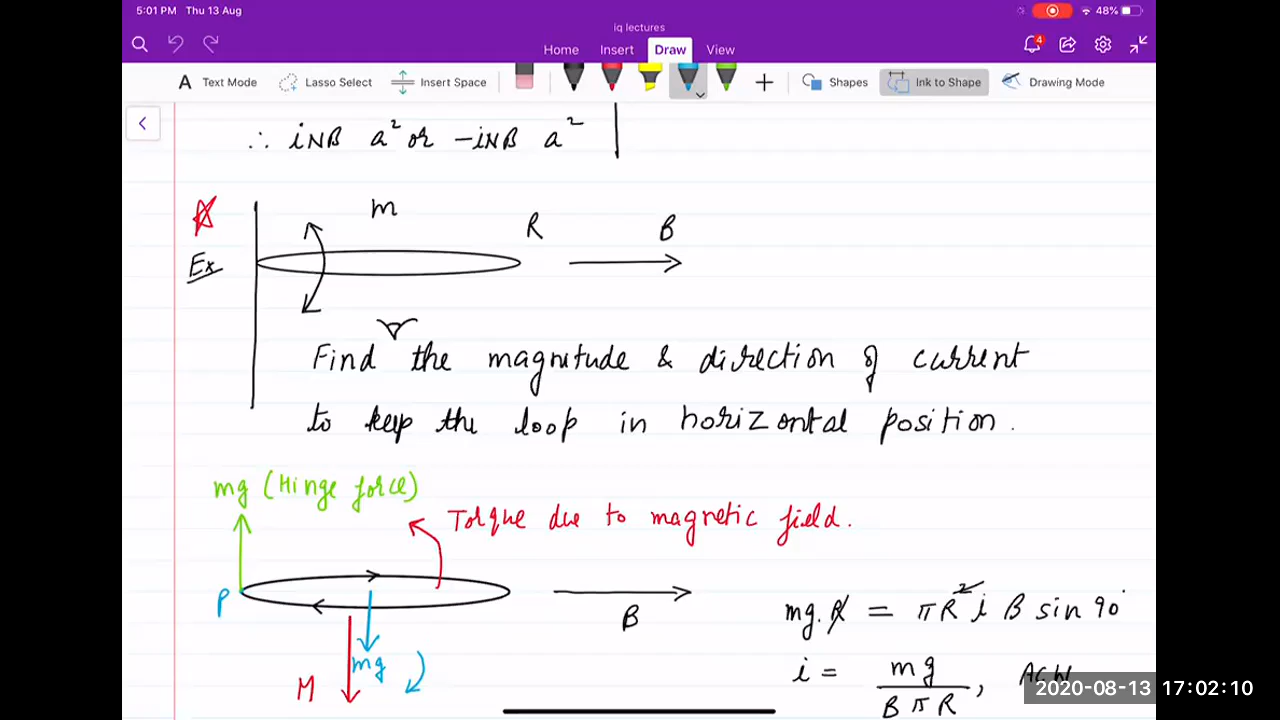 5:01 PM Thu 13 Aug
48%
iq lectures
Home Insert Draw View
4
Text Mode Lasso Select Insert Space Shapes Ink to Shape Drawing Mode
∴ iNB a² or -iNB a²
m
R B
Ex
Find the magnitude & direction of current
to keep the loop in horizontal position.
mg (Hinge force)
Torque due to magnetic field.
P
B
mg.R = πR² i B sin 90°
mg
M
i = mg / B π R ,
2020-08-13 17:02:10